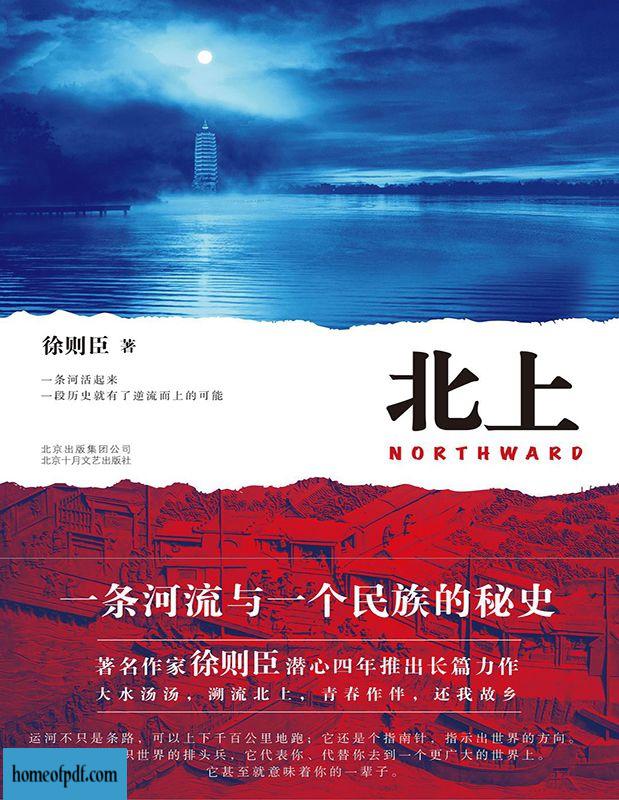 徐则臣 著
一条河活起来
一段历史就有了逆流而上的可能
北京出版集团公司
北京十月文艺出版社
北上
NORTHWARD
一条河流与一个民族的秘史
著名作家徐则臣潜心四年推出长篇力作
大水汤汤，溯流北上，青春作伴，还我故乡
运河不只是条路、可以上下千百公里地跑；它还是个指南针，指示出世界的方向。
识世界的排头兵，它代表你、代替你去到一个更广大的世界上。
它甚至就意味着你的一辈子。
homeofpdf.com